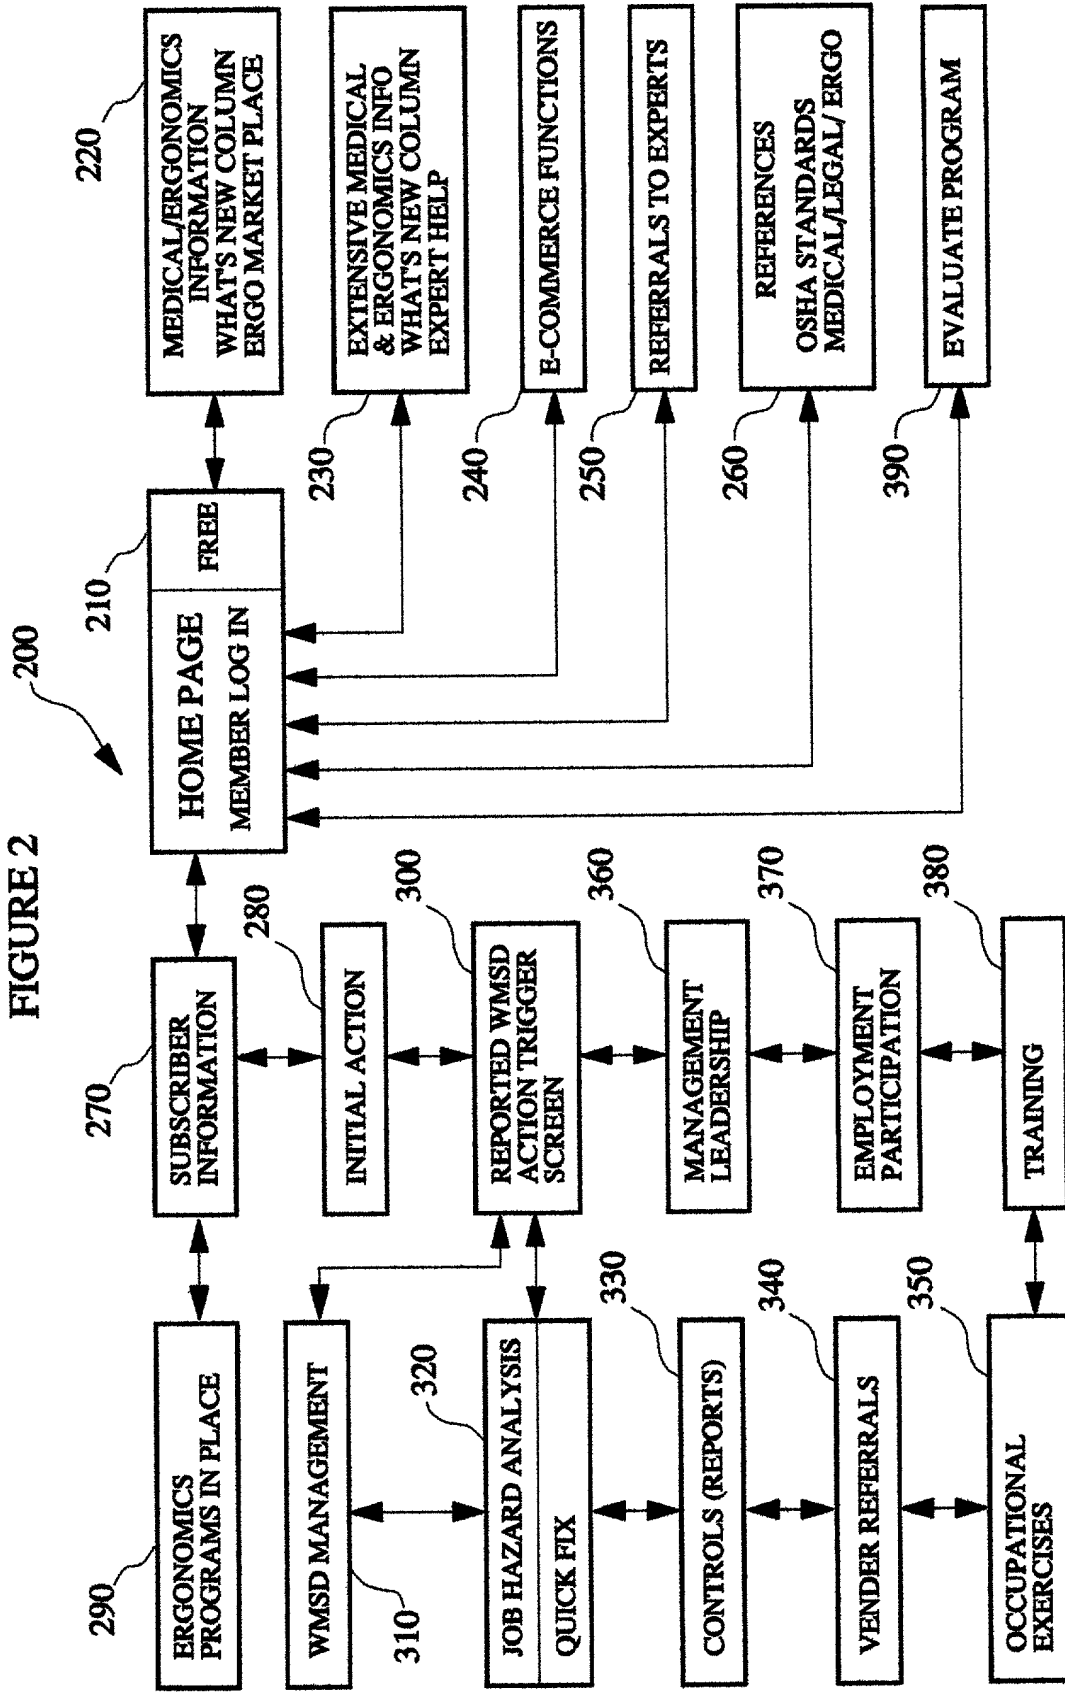 FIGURE 2
200
290
ERGONOMICS
PROGRAMS IN PLACE
270
SUBSCRIBER
INFORMATION
210
HOME PAGE
MEMBER LOG IN
FREE
220
MEDICAL/ERGONOMICS
INFORMATION
WHAT'S NEW COLUMN
ERGO MARKET PLACE
310
WMSD MANAGEMENT
280
INITIAL ACTION
230
EXTENSIVE MEDICAL
& ERGONOMICS INFO
WHAT'S NEW COLUMN
EXPERT HELP
320
JOB HAZARD ANALYSIS
QUICK FIX
300
REPORTED WMSD
ACTION TRIGGER
SCREEN
240
E-COMMERCE FUNCTIONS
330
CONTROLS (REPORTS)
360
MANAGEMENT
LEADERSHIP
250
REFERRALS TO EXPERTS
340
VENDER REFERRALS
370
EMPLOYMENT
PARTICIPATION
260
REFERENCES
OSHA STANDARDS
MEDICAL/LEGAL/ ERGO
350
OCCUPATIONAL
EXERCISES
380
TRAINING
390
EVALUATE PROGRAM